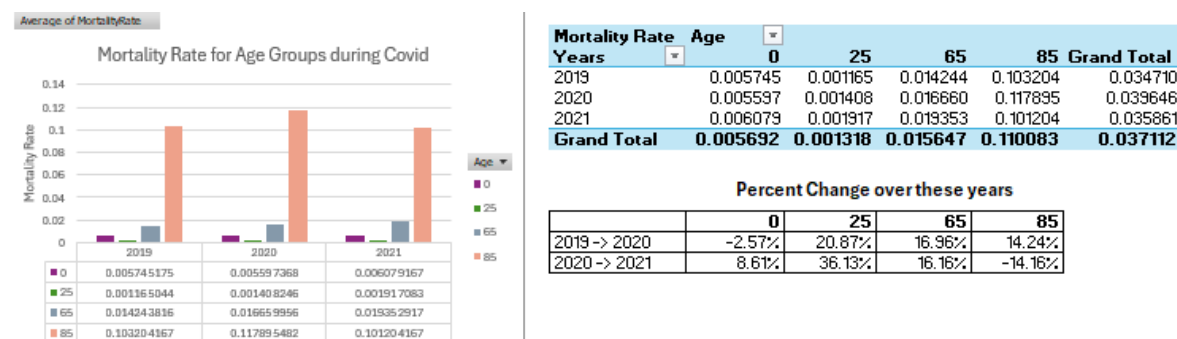 Average of MortalityRate
Mortality Rate for Age Groups during Covid
0.14
0.12
0.1
0.08
0.06
0.04
0.02
0
Mortality Rate
2019 2020 2021
0 0.005745175 0.005597368 0.006079167
25 0.001165044 0.001408246 0.001917083
65 0.014243816 0.016659956 0.019352917
85 0.103204167 0.117895482 0.101204167
Age
0
25
65
85
Mortality Rate Age
Years 0 25 65 85 Grand Total
2019 0.005745 0.001165 0.014244 0.103204 0.034710
2020 0.005597 0.001408 0.016660 0.117895 0.039646
2021 0.006079 0.001917 0.019353 0.101204 0.035861
Grand Total 0.005692 0.001318 0.015647 0.110083 0.037112
Percent Change over these years
0 25 65 85
2019 -> 2020 -2.57% 20.87% 16.96% 14.24%
2020 -> 2021 8.61% 36.13% 16.16% -14.16%